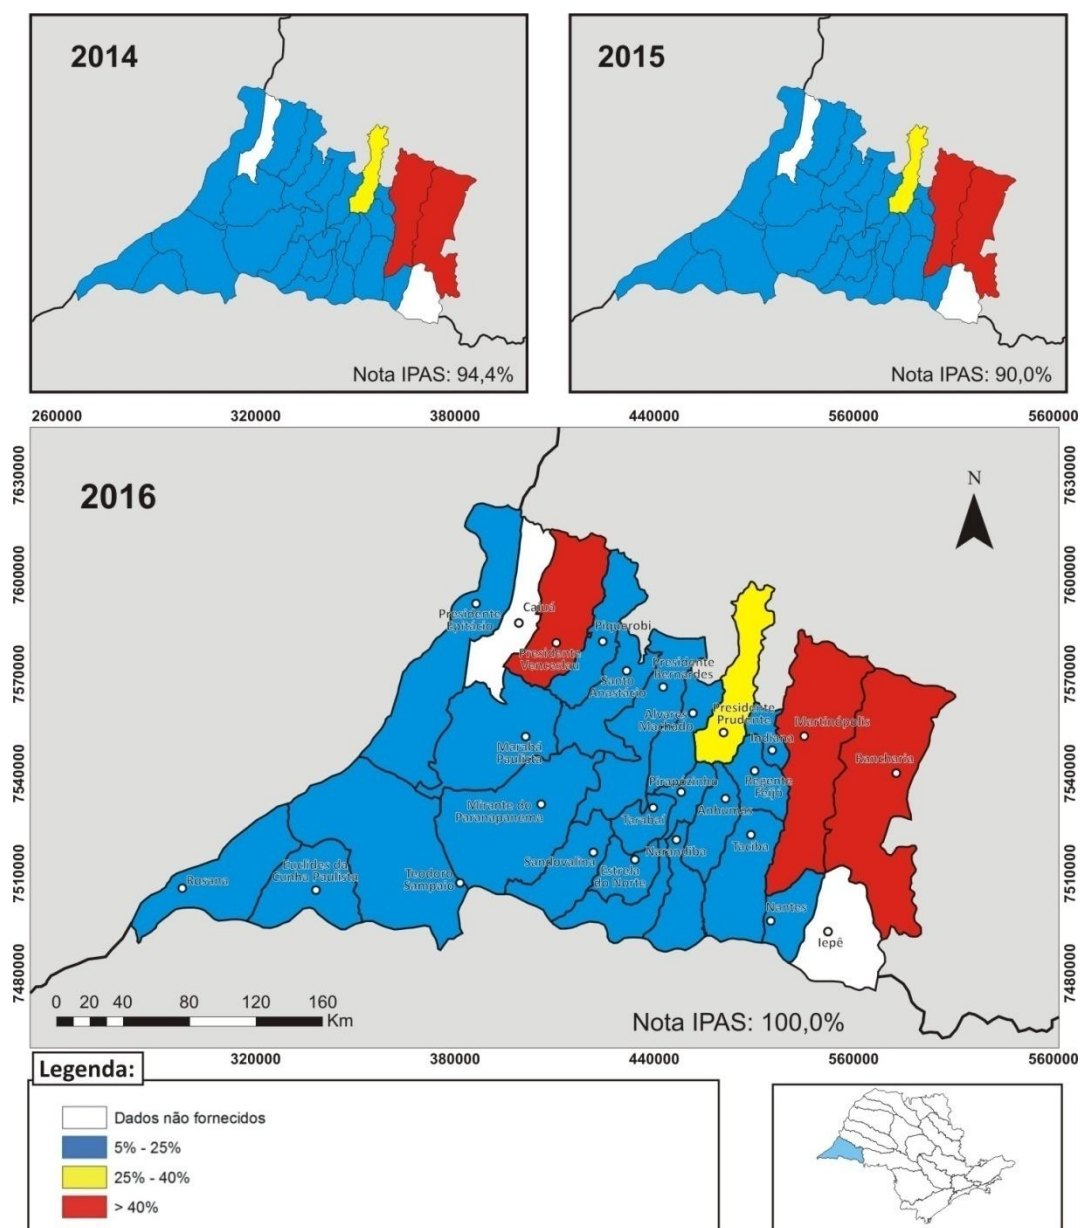 2014
Nota IPAS: 94,4%
2015
Nota IPAS: 90,0%
260000 320000 380000 440000 560000 560000
7630000
7600000
7570000
7540000
7510000
7480000
2016
N
Presidente
Epitácio
Caiuá
Presidente
Venceslau
Piquerobi
Santo
Anastácio
Presidente
Bernardes
Alvares
Machado
Presidente
Prudente
Indiana
Martinópolis
Rancharia
Regente
Feijó
Marabá
Paulista
Mirante do
Paranapanema
Pirapózinho
Anhumas
Tarabaí
Narandiba
Taciba
Sandovalina
Estrela
do Norte
Rosana
Euclides da
Cunha Paulista
Teodoro
Sampaio
Nantes
Iepê
7630000
7600000
7570000
7540000
7510000
7480000
0 20 40 80 120 160
Km
Nota IPAS: 100,0%
320000 380000 440000 560000 560000
Legenda:
Dados não fornecidos
5% - 25%
25% - 40%
> 40%